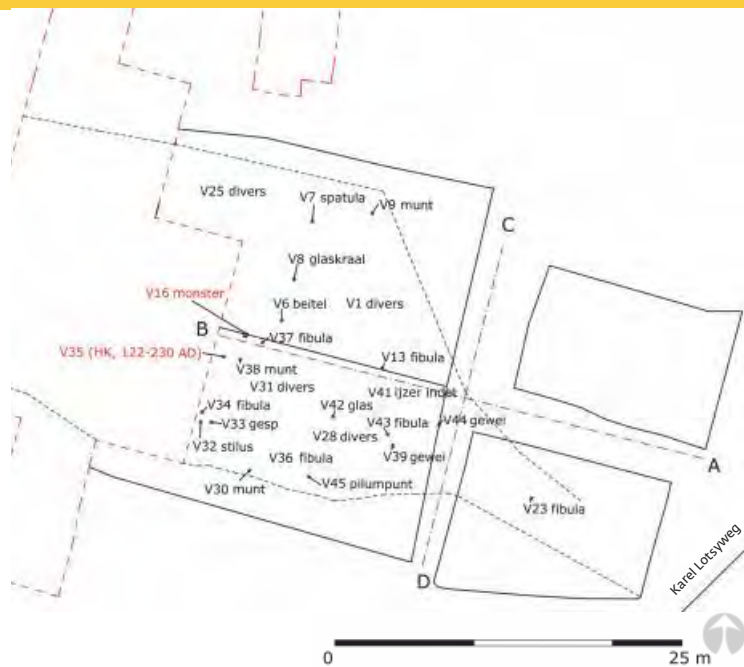 V25 divers
V7 spatula
V9 munt
C
V8 glaskraal
V16 monster
V6 beitel
V1 divers
B
V37 fibula
V35 (HK, 122-230 AD)
V13 fibula
V38 munt
V31 divers
V41 ijzer indet
V34 fibula
V42 glas
V33 gesp
V43 fibula
V44 gewei
V28 divers
V32 stilus
V36 fibula
V39 gewei
A
V30 munt
V45 pilumpunt
V23 fibula
D
Karel Lotsyweg
0
25 m